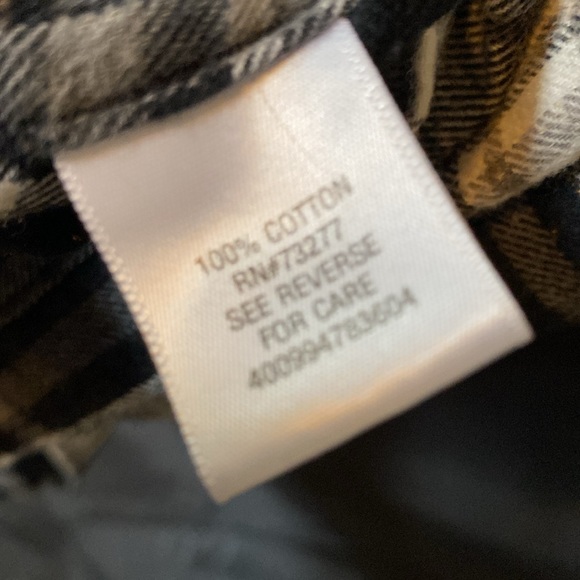 100% COTTON
RN#73277
SEE REVERSE
FOR CARE
400994783604